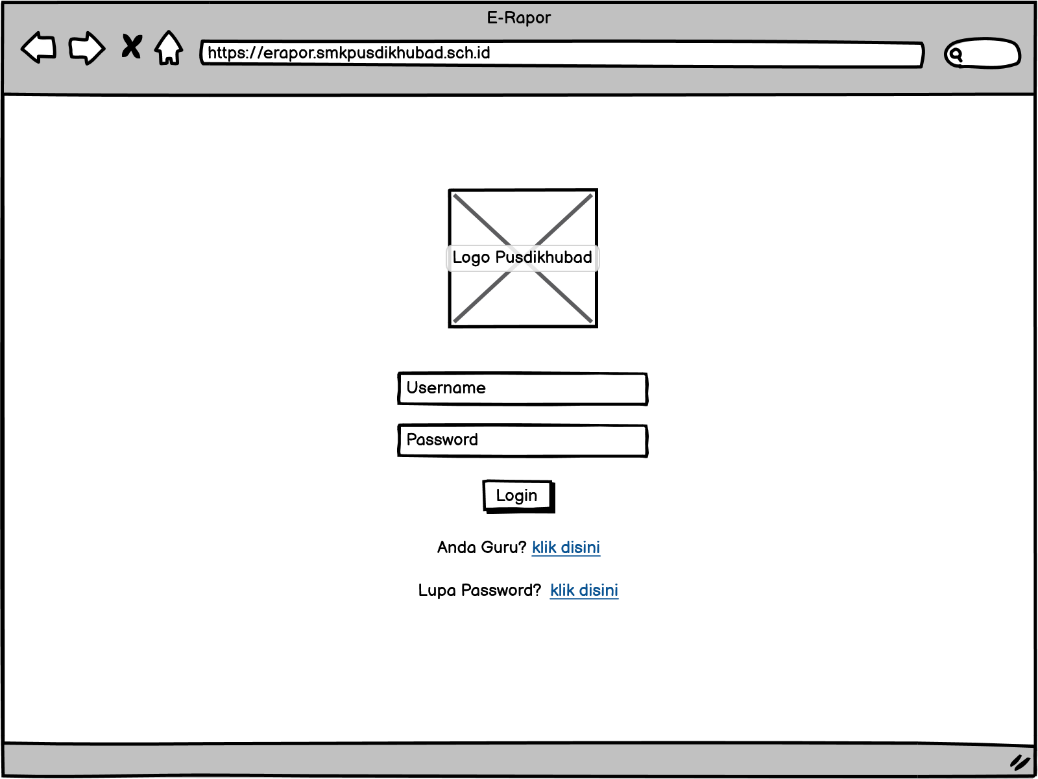 E-Rapor
https://erapor.smkpusdikhubad.sch.id
Logo Pusdikhubad
Username
Password
Login
Anda Guru? klik disini
Lupa Password? klik disini